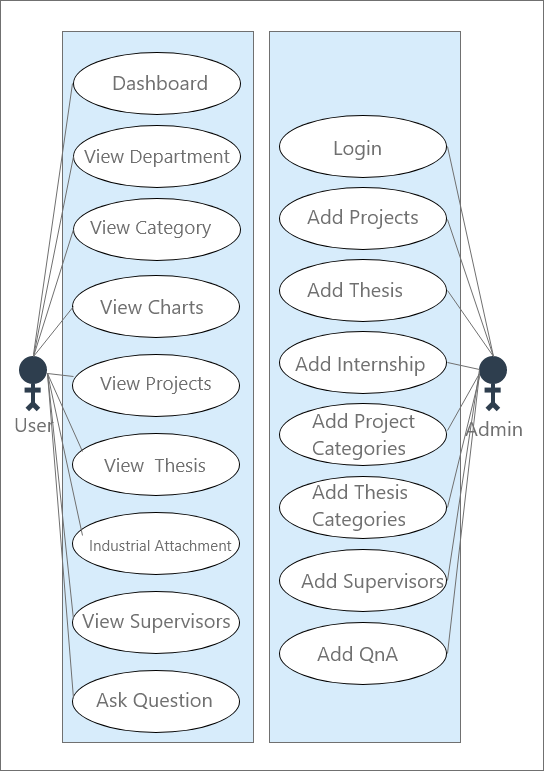 Dashboard
View Department
View Category
View Charts
View Projects
View  Thesis
Industrial Attachment
View Supervisors
Ask Question
User
Login
Add Projects
Add Thesis
Add Internship
Add Project
Categories
Add Thesis
Categories
Add Supervisors
Add QnA
Admin